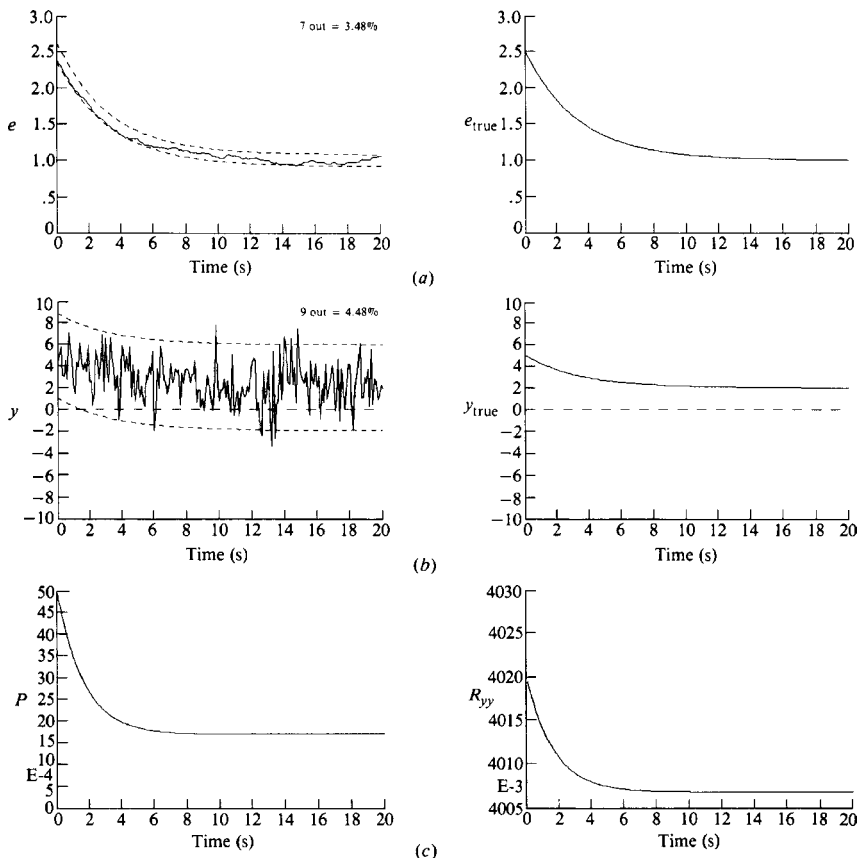 7 out = 3.48%
3.0
2.5
2.0
e 1.5
1.0
.5
0
0 2 4 6 8 10 12 14 16 18 20
Time (s)
3.0
2.5
2.0
e_true 1.5
1.0
.5
0
0 2 4 6 8 10 12 14 16 18 20
Time (s)
(a)
9 out = 4.48%
10
8
6
4
2
y 0
−2
−4
−6
−8
−10
0 2 4 6 8 10 12 14 16 18 20
Time (s)
10
8
6
4
2
y_true 0
−2
−4
−6
−8
−10
0 2 4 6 8 10 12 14 16 18 20
Time (s)
(b)
50
45
40
35
30
P 25
20
15
10
E-4
5
0
0 2 4 6 8 10 12 14 16 18 20
Time (s)
4030
4025
4020
R_yy
4015
4010
E-3
4005
0 2 4 6 8 10 12 14 16 18 20
Time (s)
(c)